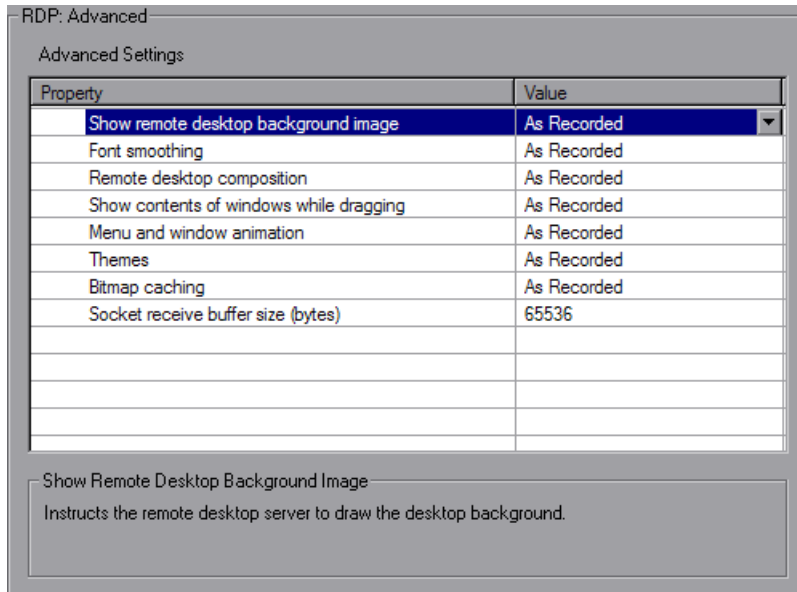 RDP: Advanced
Advanced Settings
Property Value
Show remote desktop background image As Recorded
Font smoothing As Recorded
Remote desktop composition As Recorded
Show contents of windows while dragging As Recorded
Menu and window animation As Recorded
Themes As Recorded
Bitmap caching As Recorded
Socket receive buffer size (bytes) 65536
Show Remote Desktop Background Image
Instructs the remote desktop server to draw the desktop background.